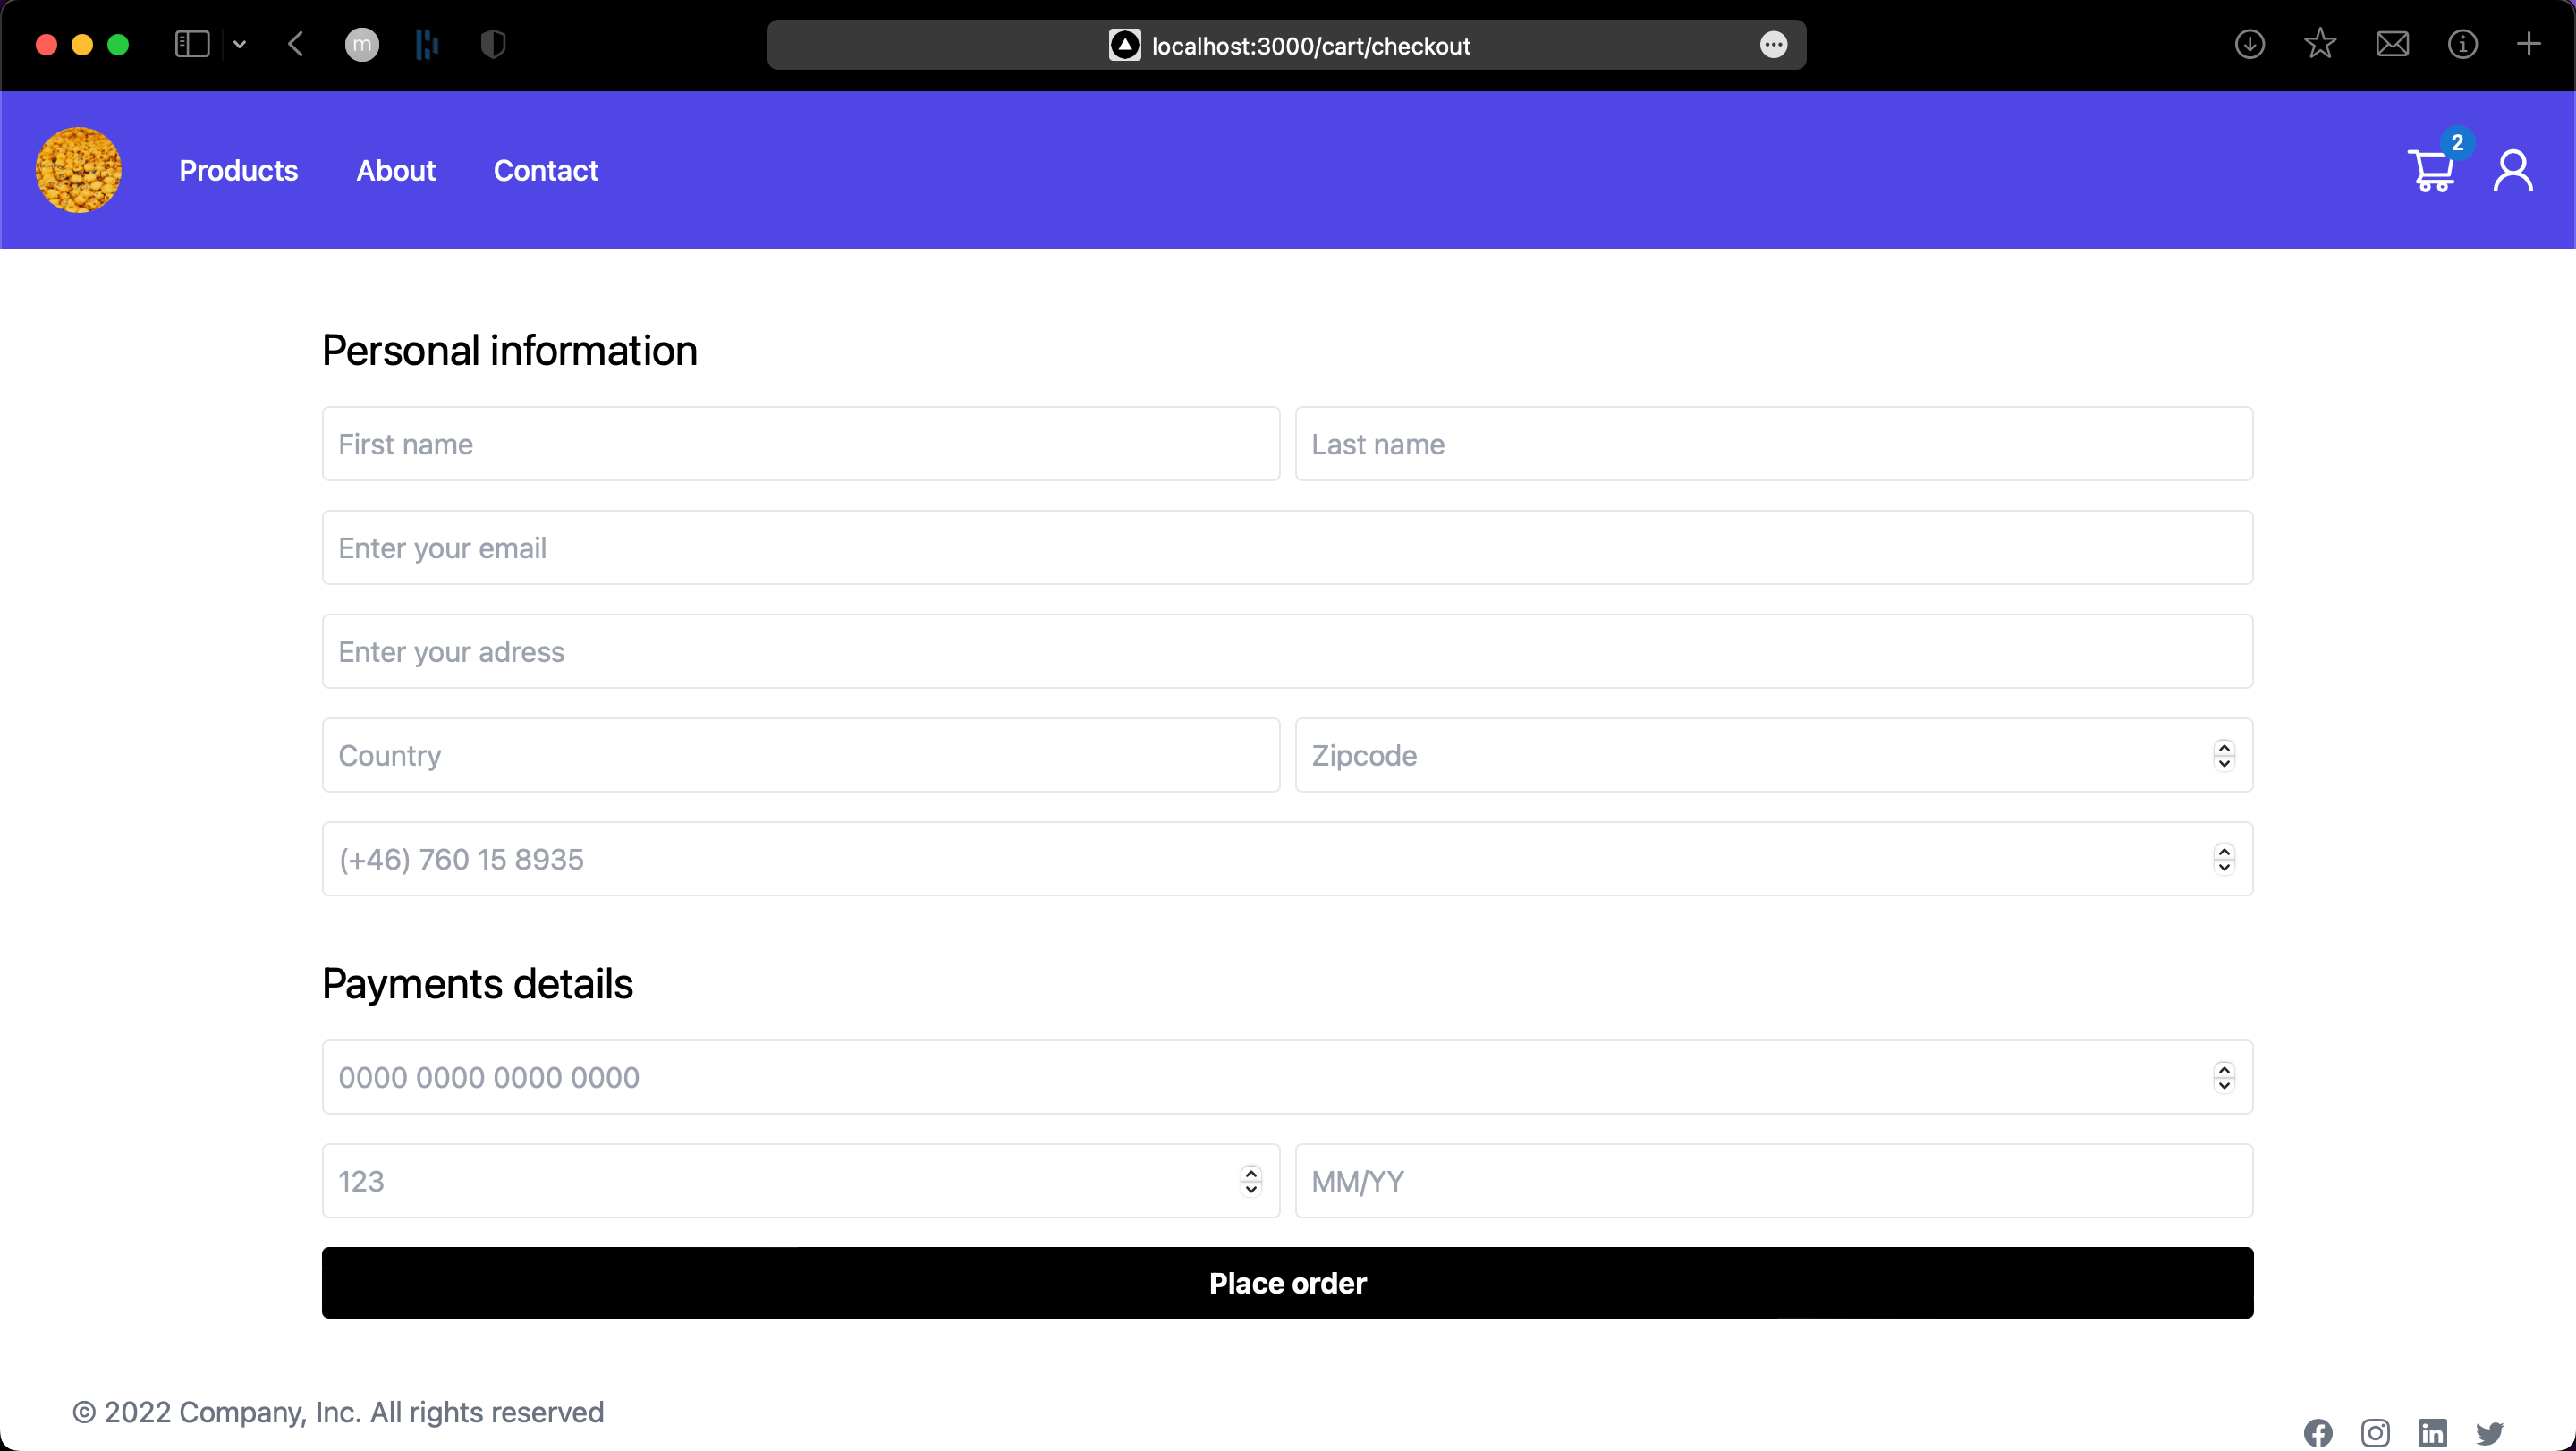 m
localhost:3000/cart/checkout
Products About Contact
2
Personal information
First name Last name
Enter your email
Enter your adress
Country Zipcode
(+46) 760 15 8935
Payments details
0000 0000 0000 0000
123 MM/YY
Place order
© 2022 Company, Inc. All rights reserved